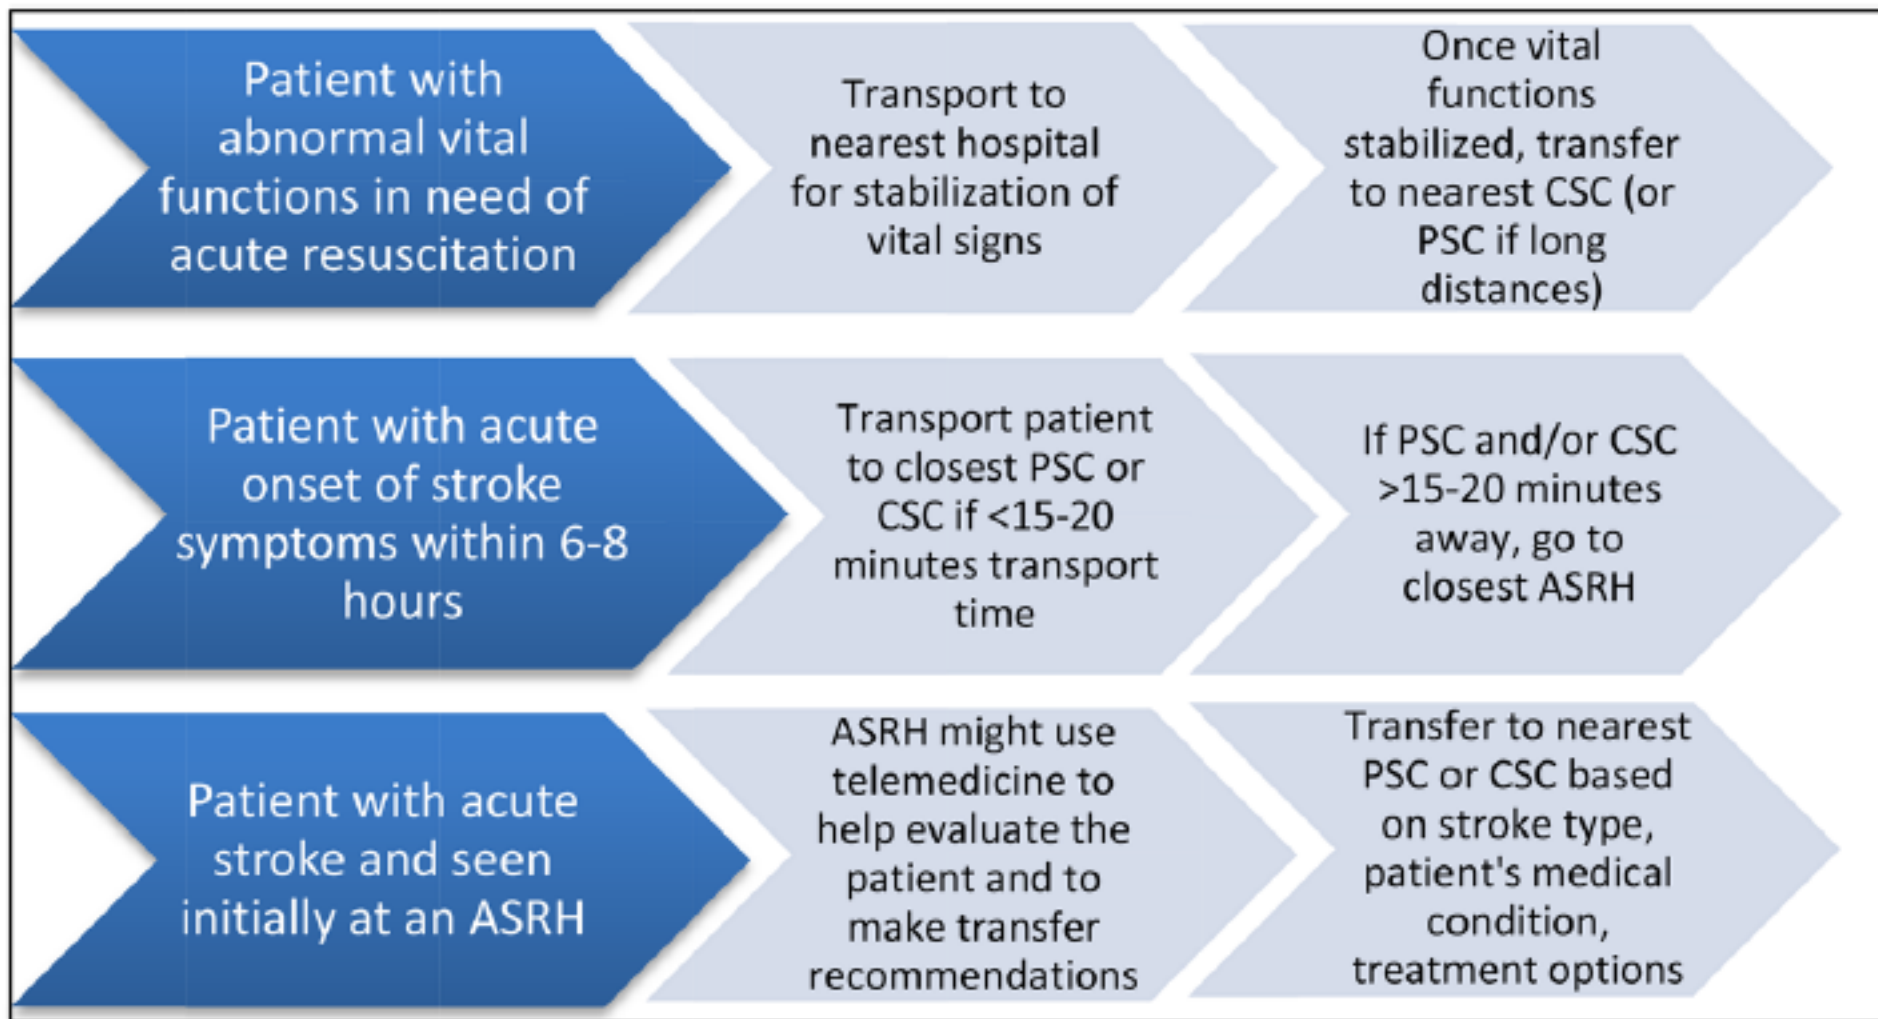 Patient with
abnormal vital
functions in need of
acute resuscitation
Transport to
nearest hospital
for stabilization of
vital signs
Once vital
functions
stabilized, transfer
to nearest CSC (or
PSC if long
distances)
Patient with acute
onset of stroke
symptoms within 6-8
hours
Transport patient
to closest PSC or
CSC if <15-20
minutes transport
time
If PSC and/or CSC
>15-20 minutes
away, go to
closest ASRH
Patient with acute
stroke and seen
initially at an ASRH
ASRH might use
telemedicine to
help evaluate the
patient and to
make transfer
recommendations
Transfer to nearest
PSC or CSC based
on stroke type,
patient's medical
condition,
treatment options